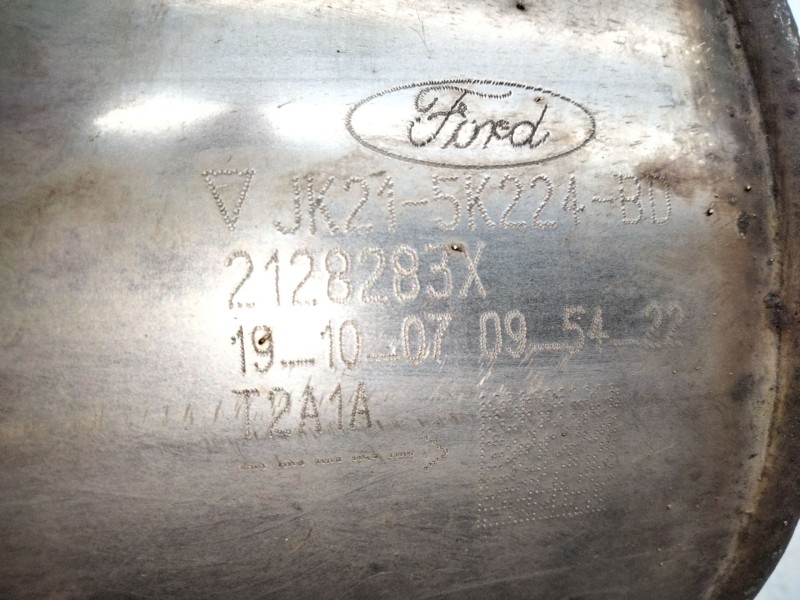 Ford
JK21-5K224-BD
2128283X
19-10-07 09-54-22
T2A1A